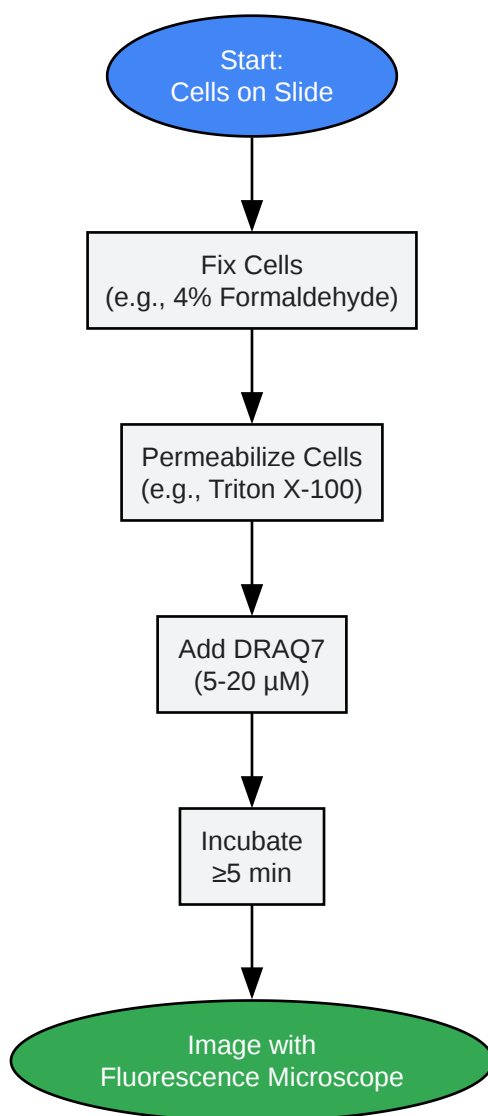 Start:
Cells on Slide
Fix Cells
(e.g., 4% Formaldehyde)
Permeabilize Cells
(e.g., Triton X-100)
Add DRAQ7
(5-20 µM)
Incubate
≥5 min
Image with
Fluorescence Microscope